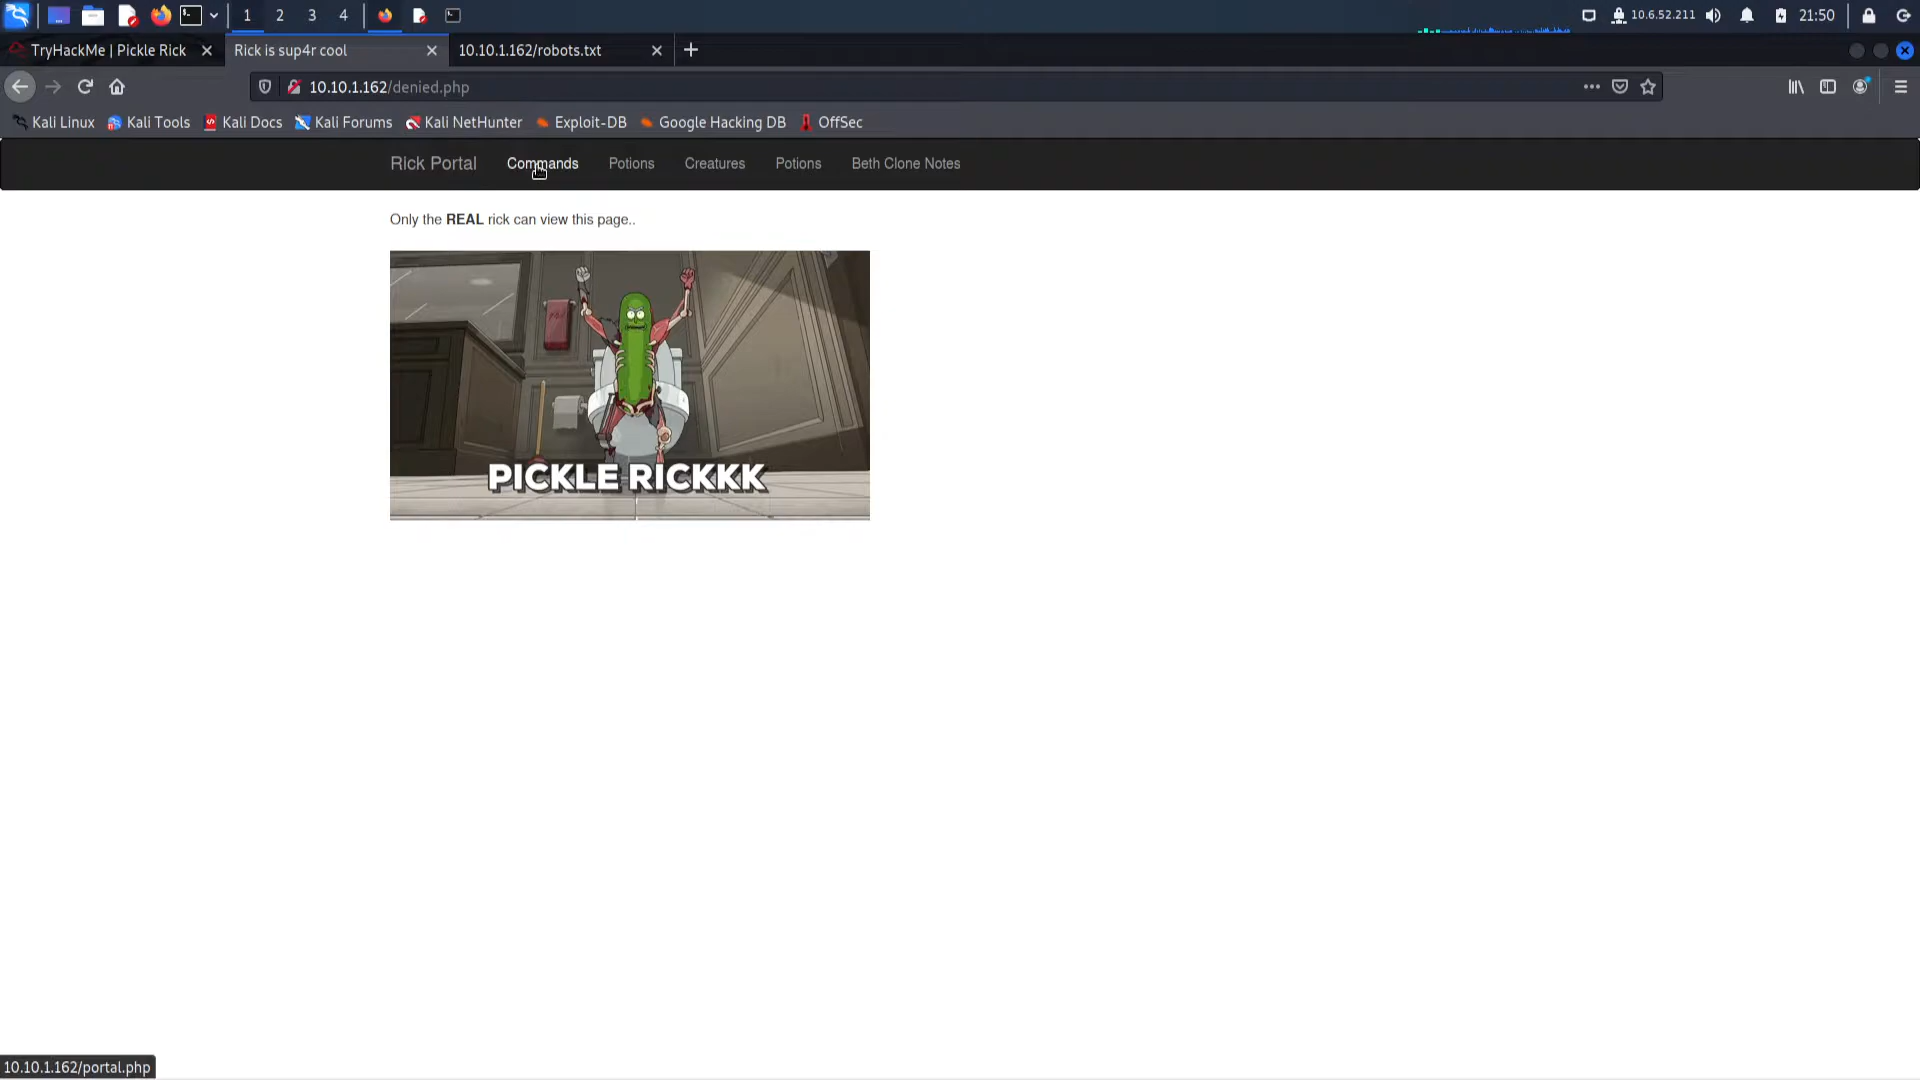 1 2 3 4 10.6.52.211 21:50
TryHackMe | Pickle Rick Rick is sup4r cool 10.10.1.162/robots.txt
10.10.1.162/denied.php
Kali Linux Kali Tools Kali Docs Kali Forums Kali NetHunter Exploit-DB Google Hacking DB OffSec
Rick Portal Commands Potions Creatures Potions Beth Clone Notes
Only the REAL rick can view this page..
PICKLE RICKKK
10.10.1.162/portal.php